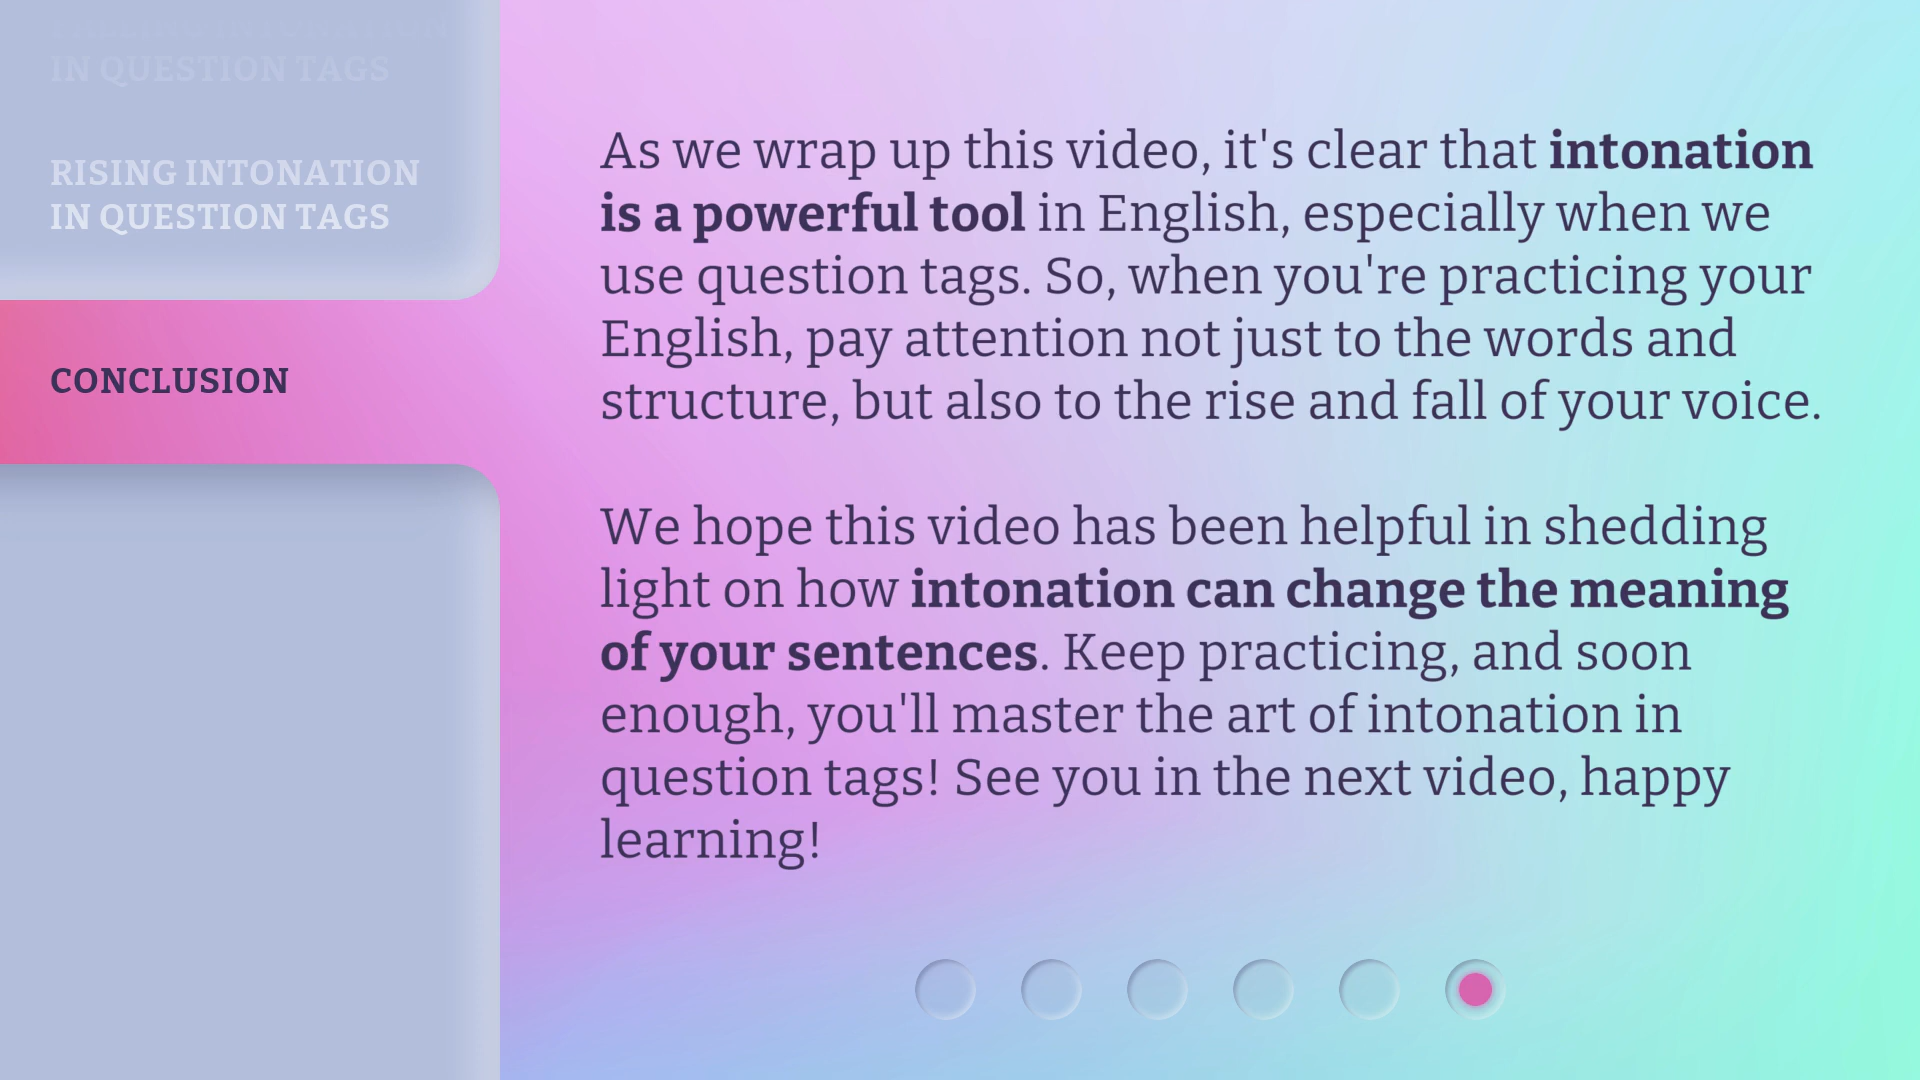 IN QUESTION TAGS
RISING INTONATION
IN QUESTION TAGS
CONCLUSION
As we wrap up this video, it's clear that intonation
is a powerful tool in English, especially when we
use question tags. So, when you're practicing your
English, pay attention not just to the words and
structure, but also to the rise and fall of your voice.
We hope this video has been helpful in shedding
light on how intonation can change the meaning
of your sentences. Keep practicing, and soon
enough, you'll master the art of intonation in
question tags! See you in the next video, happy
learning!